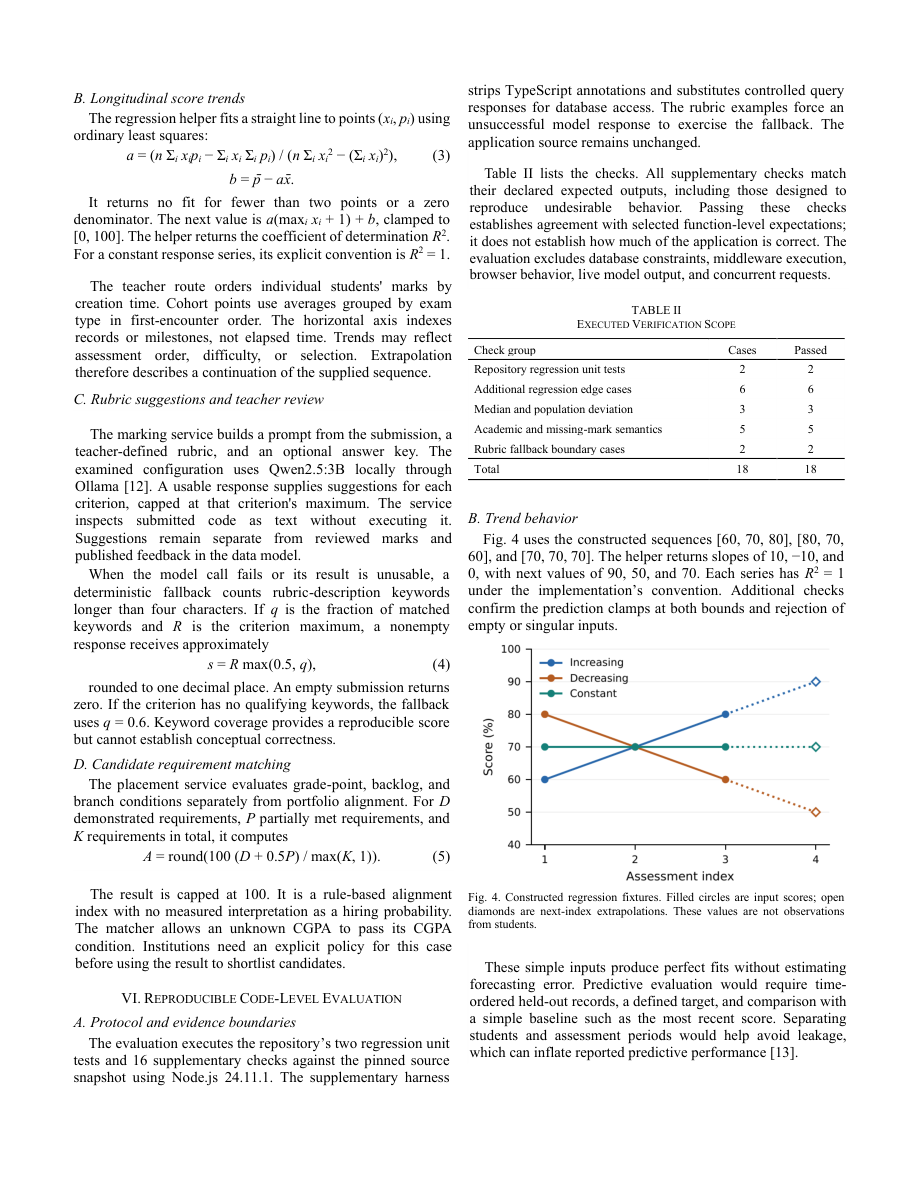 B. Longitudinal score trends
The regression helper fits a straight line to points (xᵢ, pᵢ) using
ordinary least squares:
a = (n Σᵢ xᵢpᵢ − Σᵢ xᵢ Σᵢ pᵢ) / (n Σᵢ xᵢ² − (Σᵢ xᵢ)²), (3)
b = p̄ − ax̄.
It returns no fit for fewer than two points or a zero
denominator. The next value is a(maxᵢ xᵢ + 1) + b, clamped to
[0, 100]. The helper returns the coefficient of determination R².
For a constant response series, its explicit convention is R² = 1.
The teacher route orders individual students' marks by
creation time. Cohort points use averages grouped by exam
type in first-encounter order. The horizontal axis indexes
records or milestones, not elapsed time. Trends may reflect
assessment order, difficulty, or selection. Extrapolation
therefore describes a continuation of the supplied sequence.
C. Rubric suggestions and teacher review
The marking service builds a prompt from the submission, a
teacher-defined rubric, and an optional answer key. The
examined configuration uses Qwen2.5:3B locally through
Ollama [12]. A usable response supplies suggestions for each
criterion, capped at that criterion's maximum. The service
inspects submitted code as text without executing it.
Suggestions remain separate from reviewed marks and
published feedback in the data model.
When the model call fails or its result is unusable, a
deterministic fallback counts rubric-description keywords
longer than four characters. If q is the fraction of matched
keywords and R is the criterion maximum, a nonempty
response receives approximately
s = R max(0.5, q), (4)
rounded to one decimal place. An empty submission returns
zero. If the criterion has no qualifying keywords, the fallback
uses q = 0.6. Keyword coverage provides a reproducible score
but cannot establish conceptual correctness.
D. Candidate requirement matching
The placement service evaluates grade-point, backlog, and
branch conditions separately from portfolio alignment. For D
demonstrated requirements, P partially met requirements, and
K requirements in total, it computes
A = round(100 (D + 0.5P) / max(K, 1)). (5)
The result is capped at 100. It is a rule-based alignment
index with no measured interpretation as a hiring probability.
The matcher allows an unknown CGPA to pass its CGPA
condition. Institutions need an explicit policy for this case
before using the result to shortlist candidates.
VI. REPRODUCIBLE CODE-LEVEL EVALUATION
A. Protocol and evidence boundaries
The evaluation executes the repository’s two regression unit
tests and 16 supplementary checks against the pinned source
snapshot using Node.js 24.11.1. The supplementary harness
strips TypeScript annotations and substitutes controlled query
responses for database access. The rubric examples force an
unsuccessful model response to exercise the fallback. The
application source remains unchanged.
Table II lists the checks. All supplementary checks match
their declared expected outputs, including those designed to
reproduce undesirable behavior. Passing these checks
establishes agreement with selected function-level expectations;
it does not establish how much of the application is correct. The
evaluation excludes database constraints, middleware execution,
browser behavior, live model output, and concurrent requests.
TABLE II
EXECUTED VERIFICATION SCOPE
Check group Cases Passed
Repository regression unit tests 2 2
Additional regression edge cases 6 6
Median and population deviation 3 3
Academic and missing-mark semantics 5 5
Rubric fallback boundary cases 2 2
Total 18 18
B. Trend behavior
Fig. 4 uses the constructed sequences [60, 70, 80], [80, 70,
60], and [70, 70, 70]. The helper returns slopes of 10, −10, and
0, with next values of 90, 50, and 70. Each series has R² = 1
under the implementation’s convention. Additional checks
confirm the prediction clamps at both bounds and rejection of
empty or singular inputs.
100
90
80
70
60
50
40
Score (%)
Increasing
Decreasing
Constant
1 2 3 4
Assessment index
Fig. 4. Constructed regression fixtures. Filled circles are input scores; open
diamonds are next-index extrapolations. These values are not observations
from students.
These simple inputs produce perfect fits without estimating
forecasting error. Predictive evaluation would require time-
ordered held-out records, a defined target, and comparison with
a simple baseline such as the most recent score. Separating
students and assessment periods would help avoid leakage,
which can inflate reported predictive performance [13].